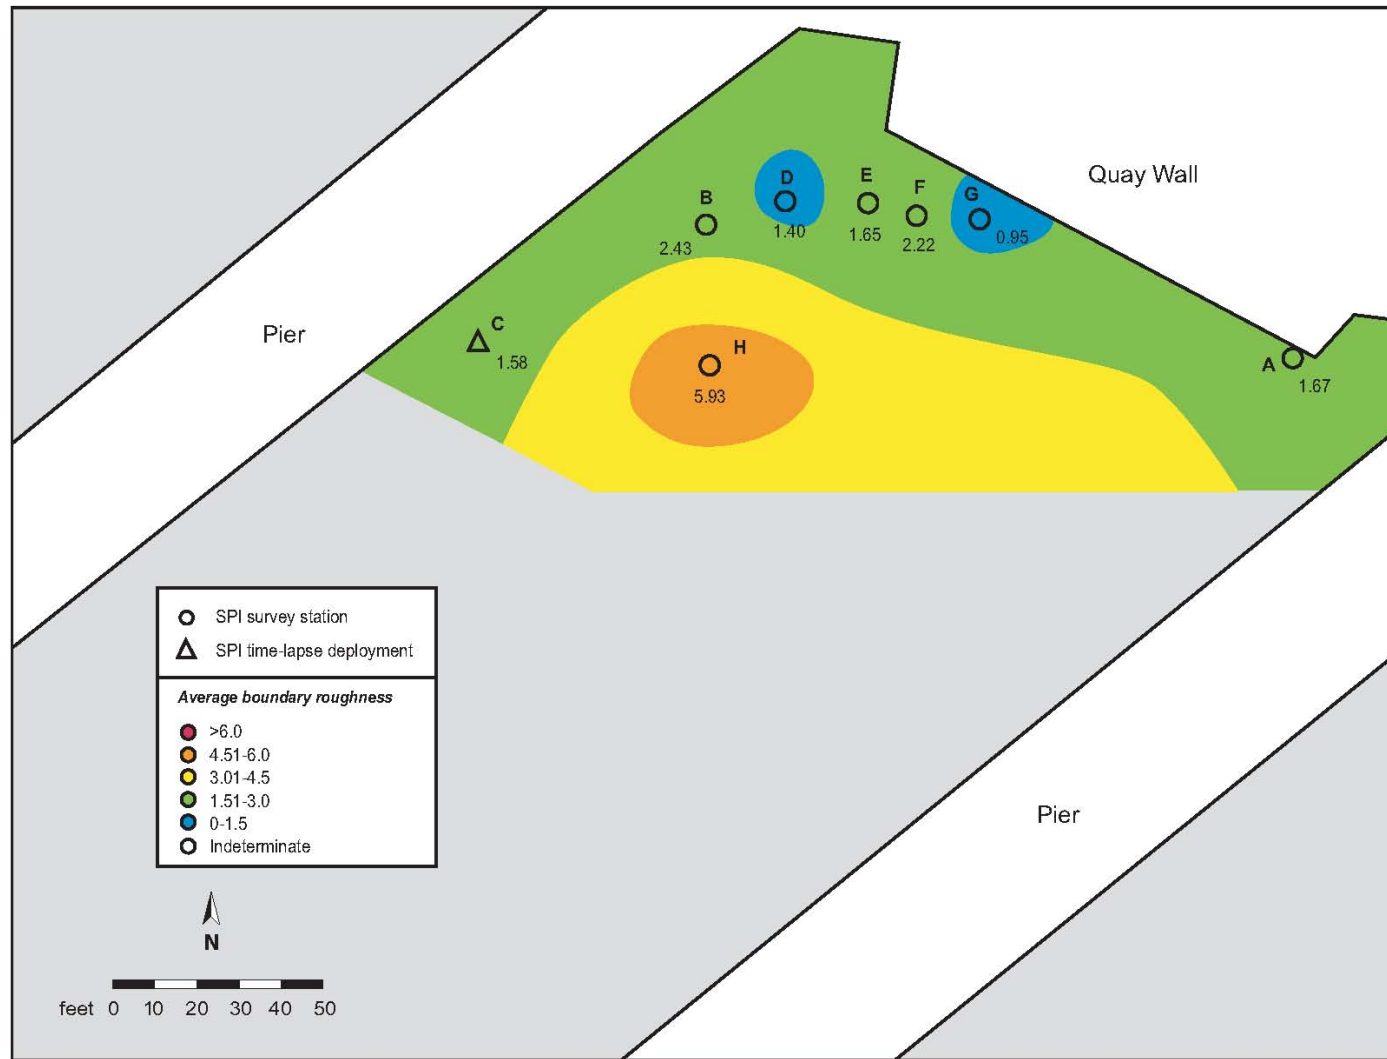 Quay Wall
D
E
F
G
B
1.40
1.65
2.22
0.95
2.43
Pier
C
1.58
H
5.93
A
1.67
SPI survey station
SPI time-lapse deployment
Average boundary roughness
>6.0
4.51-6.0
3.01-4.5
1.51-3.0
0-1.5
Indeterminate
Pier
N
feet 0 10 20 30 40 50